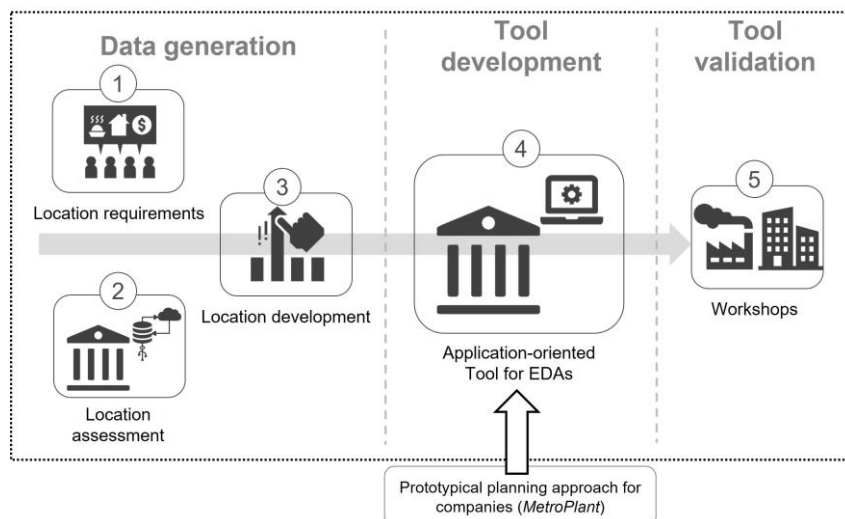 Data generation
Tool
development
Tool
validation
1
Location requirements
2
Location
assessment
3
Location development
4
Application-oriented
Tool for EDAs
5
Workshops
Prototypical planning approach for
companies (MetroPlant)